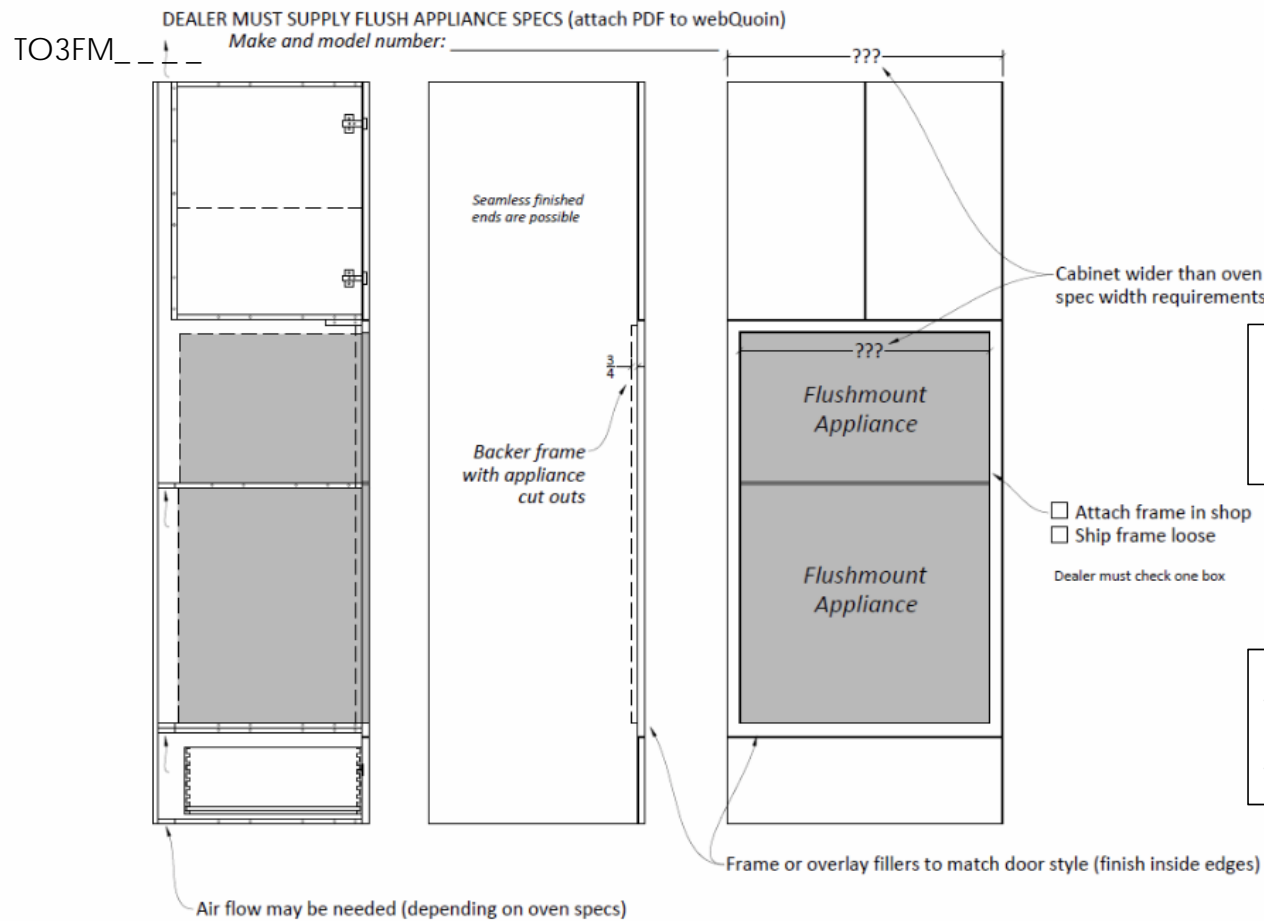 DEALER MUST SUPPLY FLUSH APPLIANCE SPECS (attach PDF to webQuoin)
Make and model number: ____________________
TO3FM_ _ _ _
???
Seamless finished
ends are possible
Cabinet wider than oven
spec width requirements
???
3
4
Flushmount
Appliance
Backer frame
with appliance
cut outs
☐ Attach frame in shop
☐ Ship frame loose
Dealer must check one box
Flushmount
Appliance
Frame or overlay fillers to match door style (finish inside edges)
Air flow may be needed (depending on oven specs)